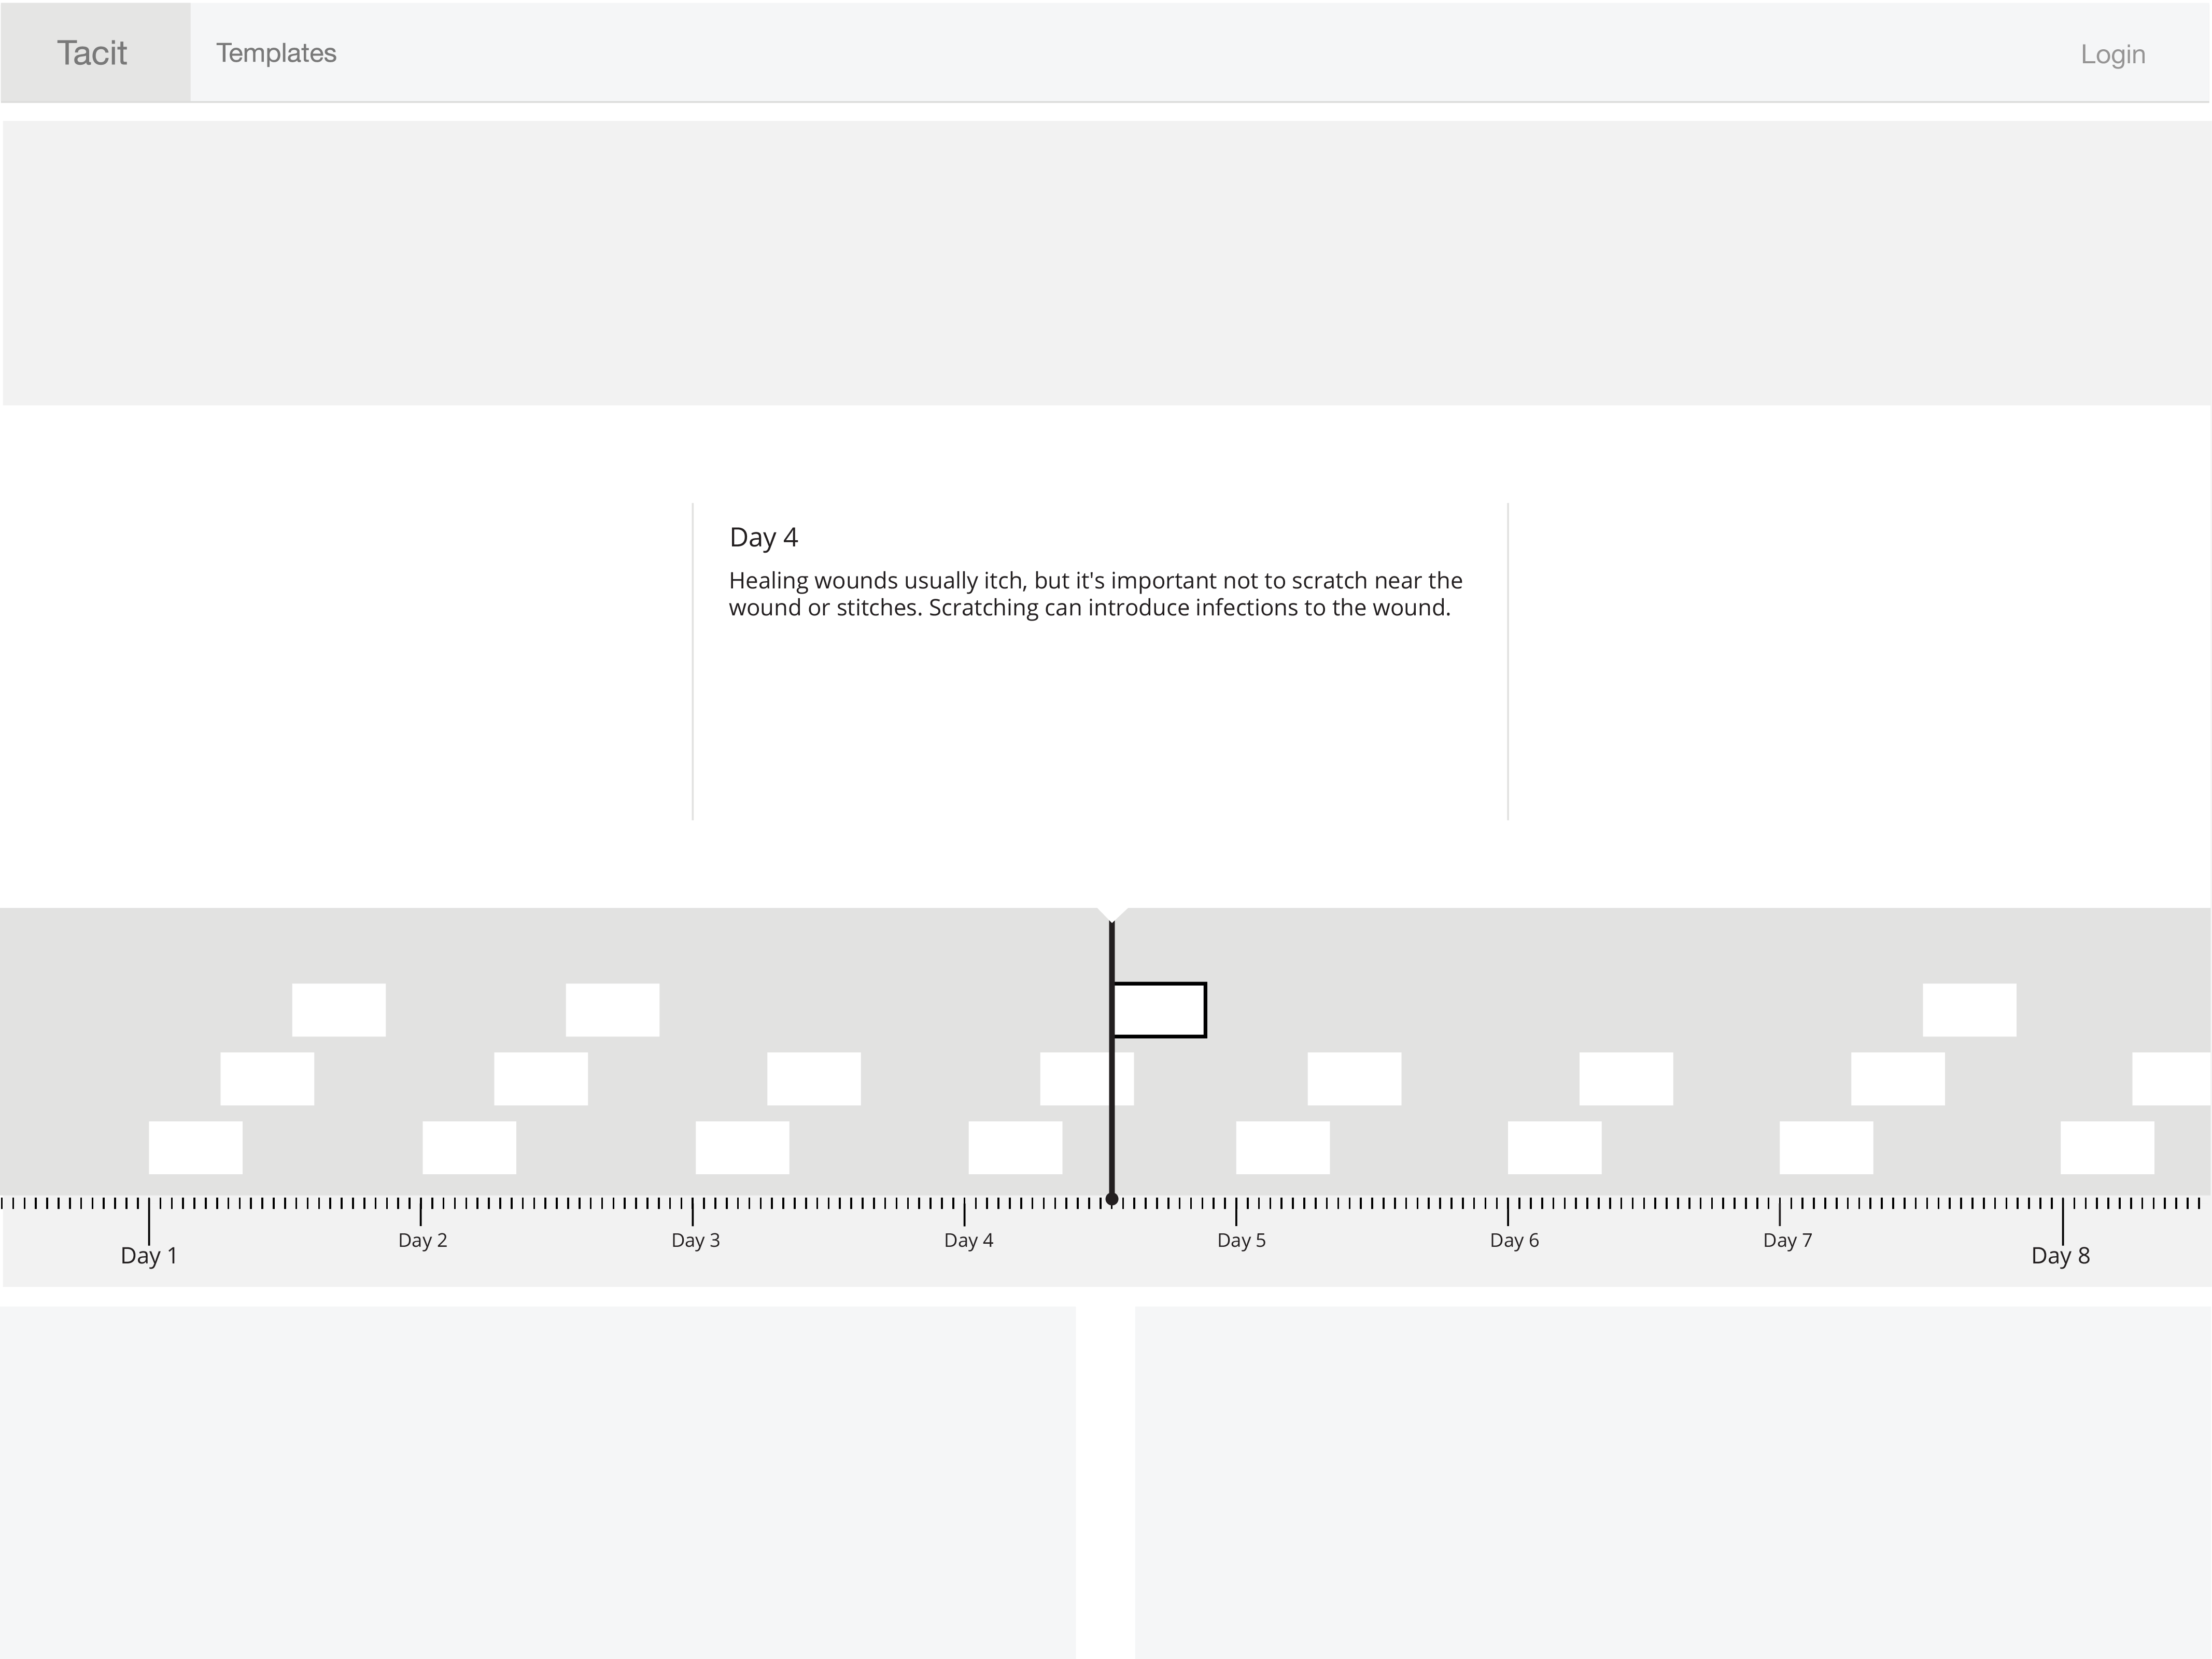 Tacit
Templates
Login
Day 4
Healing wounds usually itch, but it's important not to scratch near the
wound or stitches. Scratching can introduce infections to the wound.
Day 1
Day 2
Day 3
Day 4
Day 5
Day 6
Day 7
Day 8